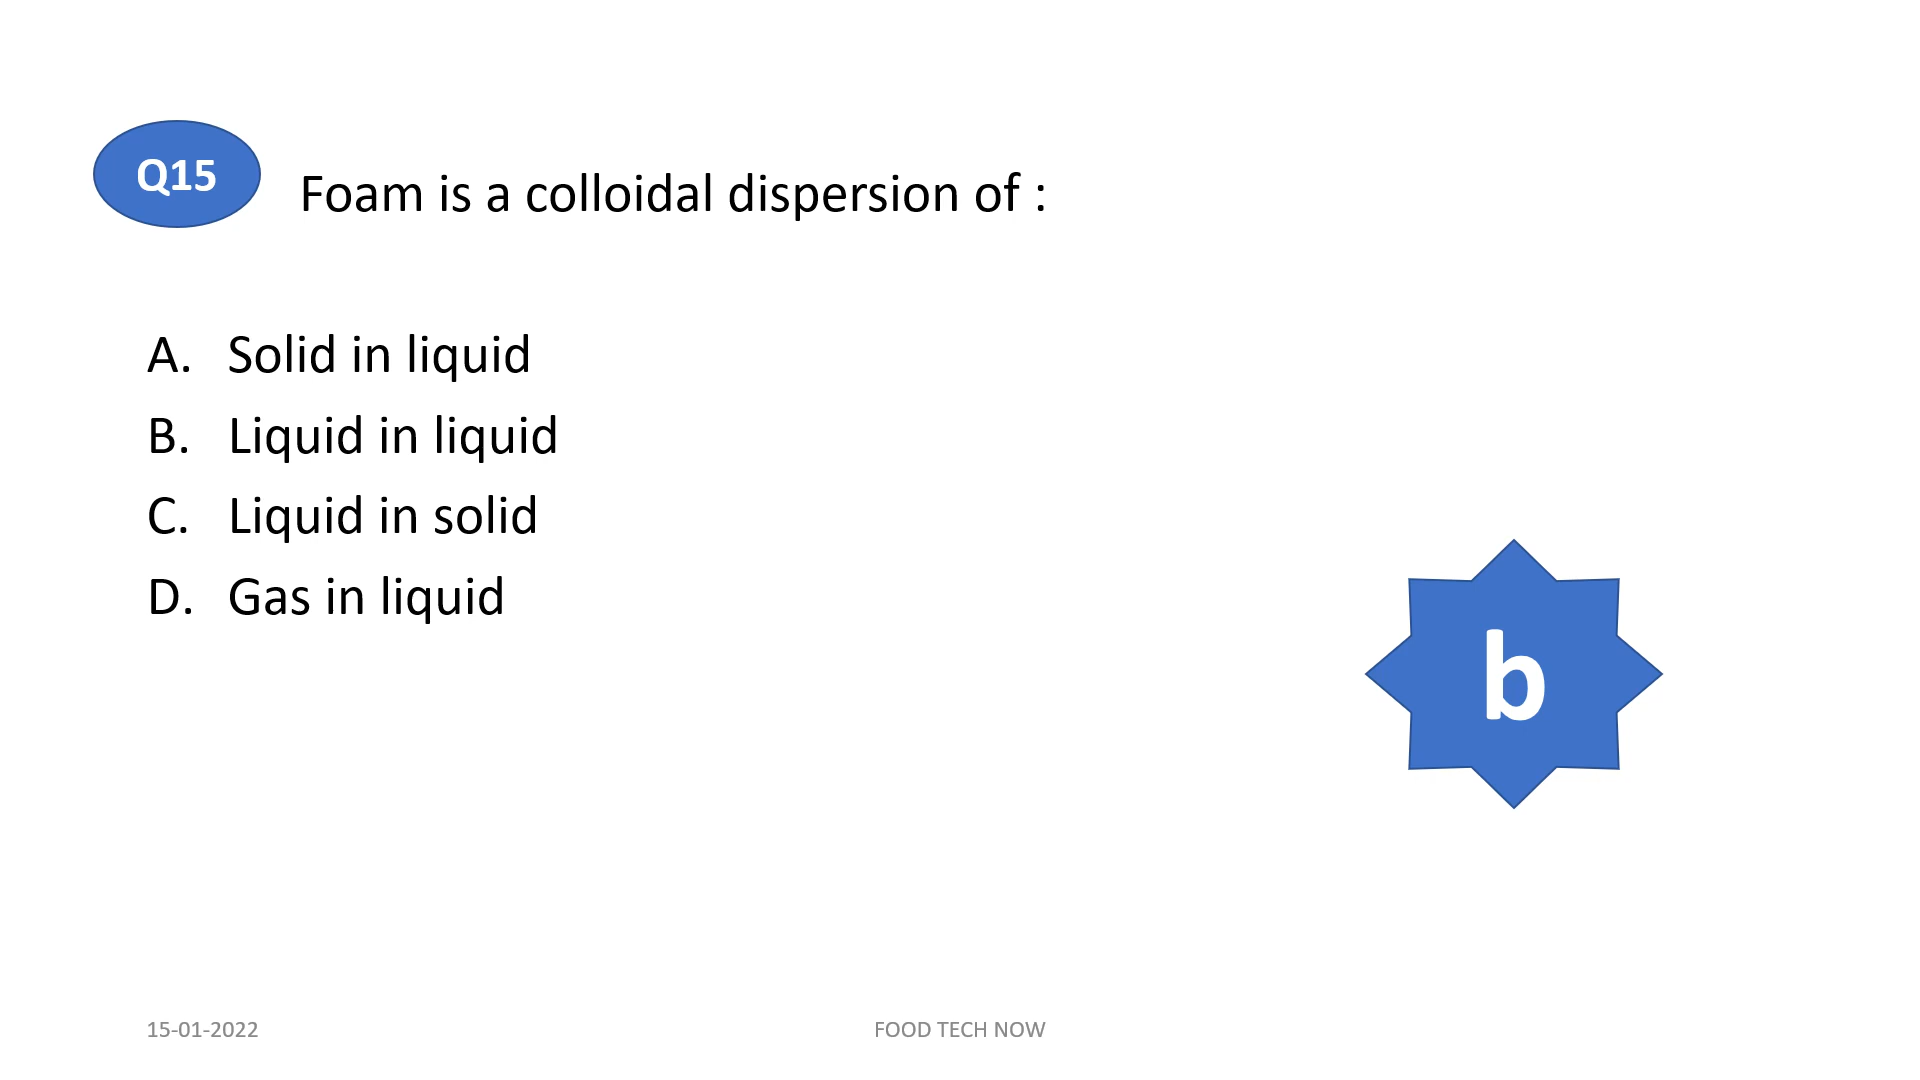 Q15
Foam is a colloidal dispersion of :
A. Solid in liquid
B. Liquid in liquid
C. Liquid in solid
D. Gas in liquid
b
15-01-2022
FOOD TECH NOW